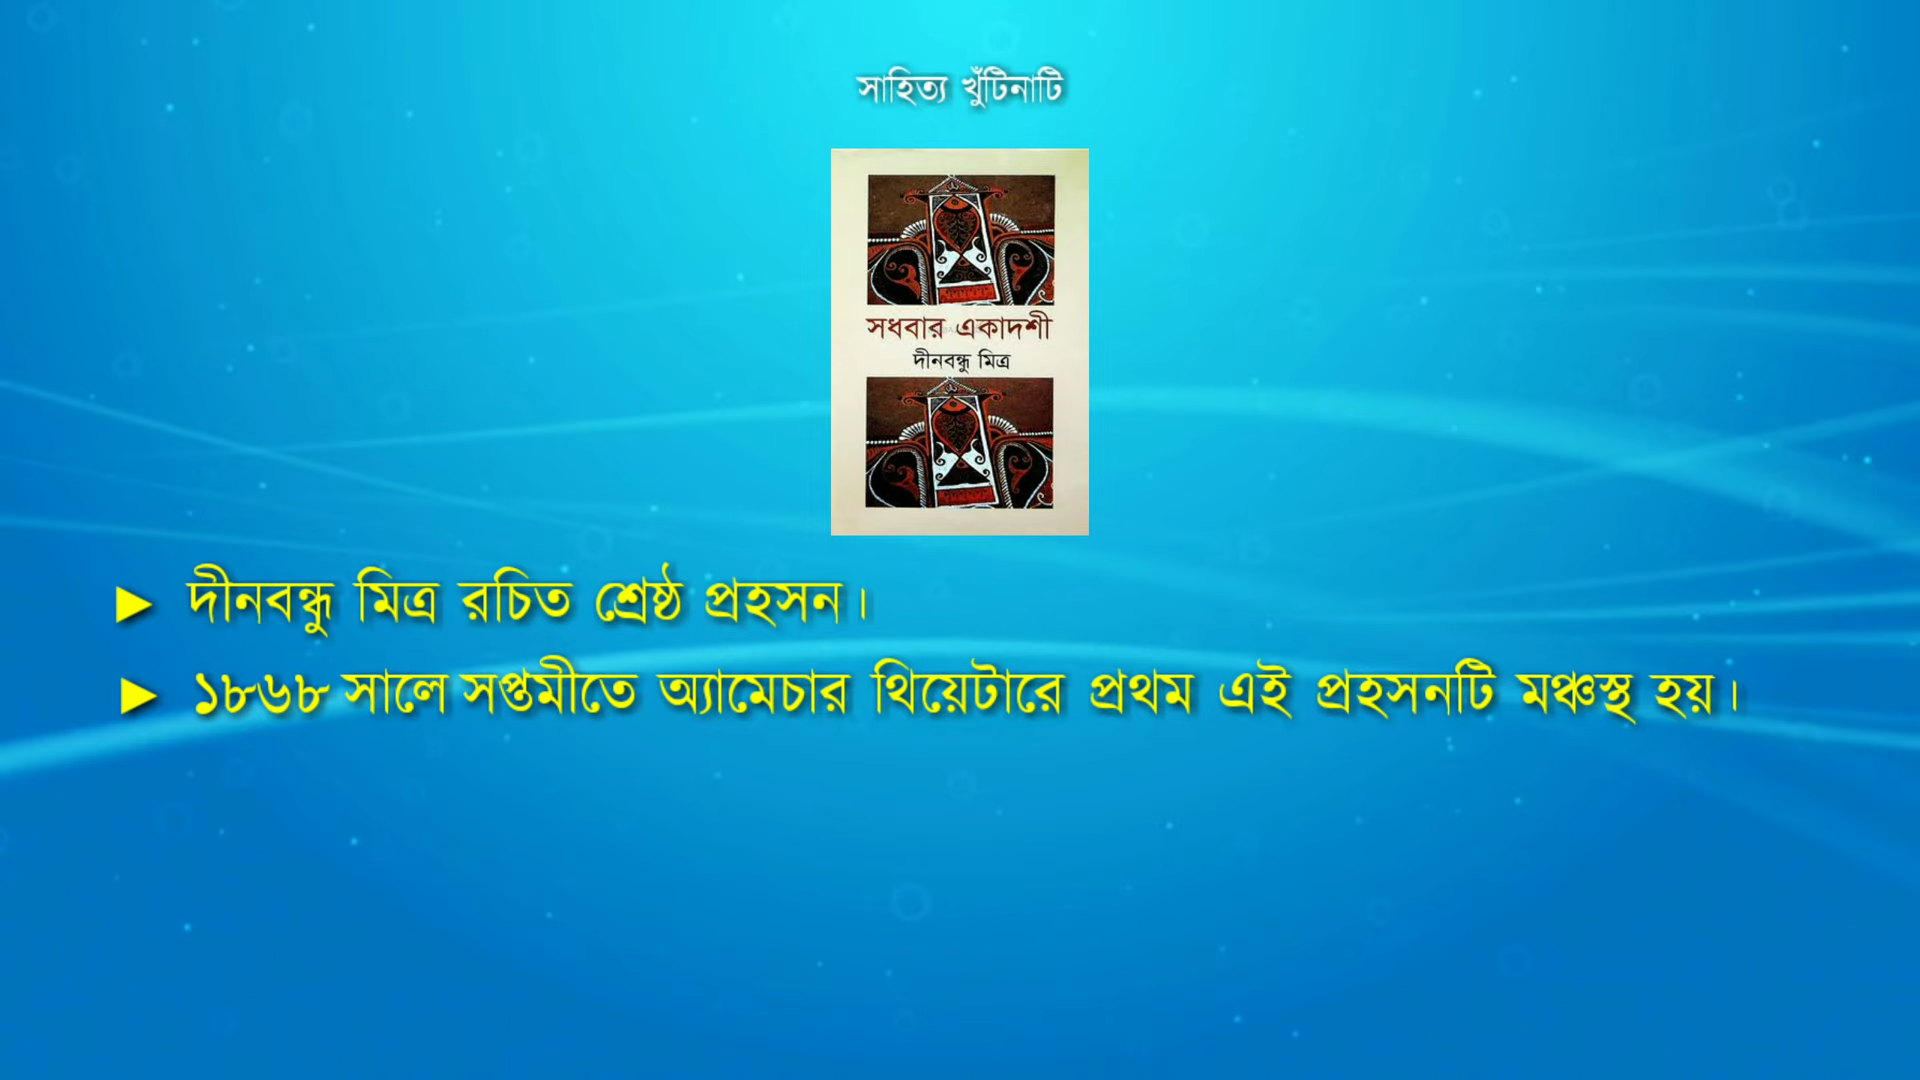 সাহিত্য খুঁটিনাটি
সধবার একাদশী
দীনবন্ধু মিত্র
► দীনবন্ধু মিত্র রচিত শ্রেষ্ঠ প্রহসন।
► ১৮৬৮ সালে সপ্তমীতে অ্যামেচার থিয়েটারে প্রথম এই প্রহসনটি মঞ্চস্থ হয়।